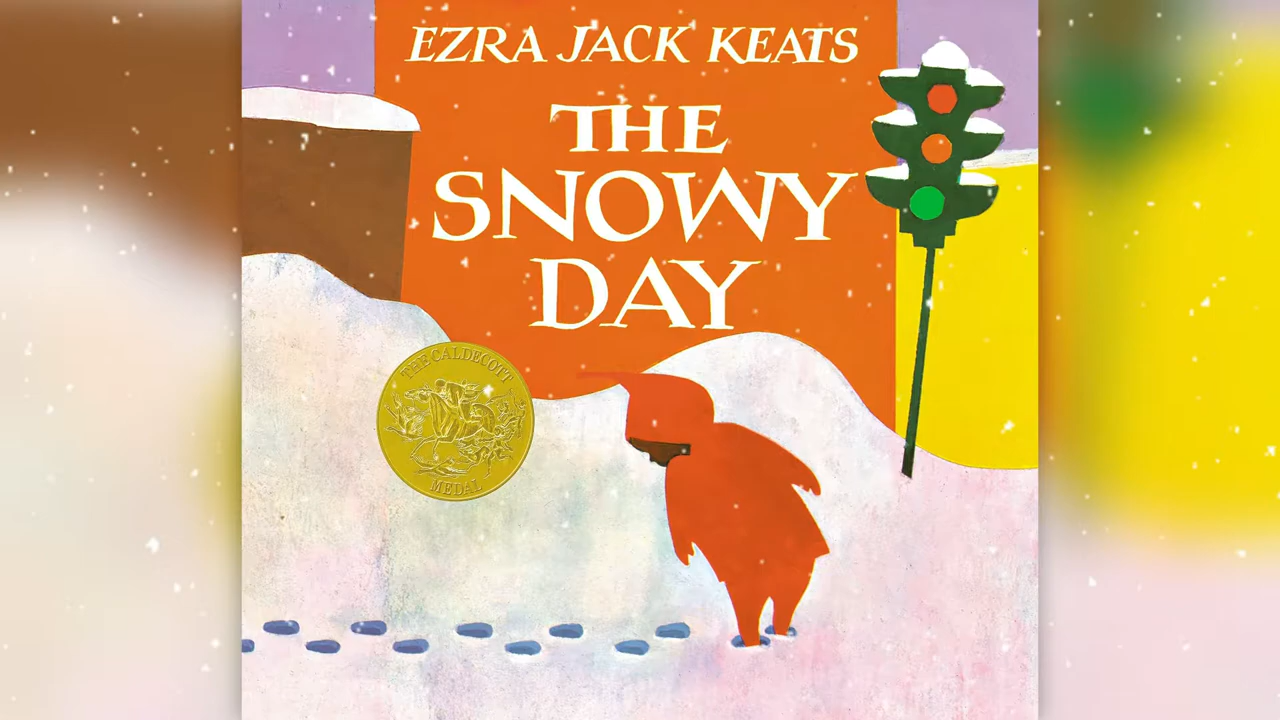 EZRA JACK KEATS
THE
SNOWY
DAY
THE CALDECOTT
MEDAL